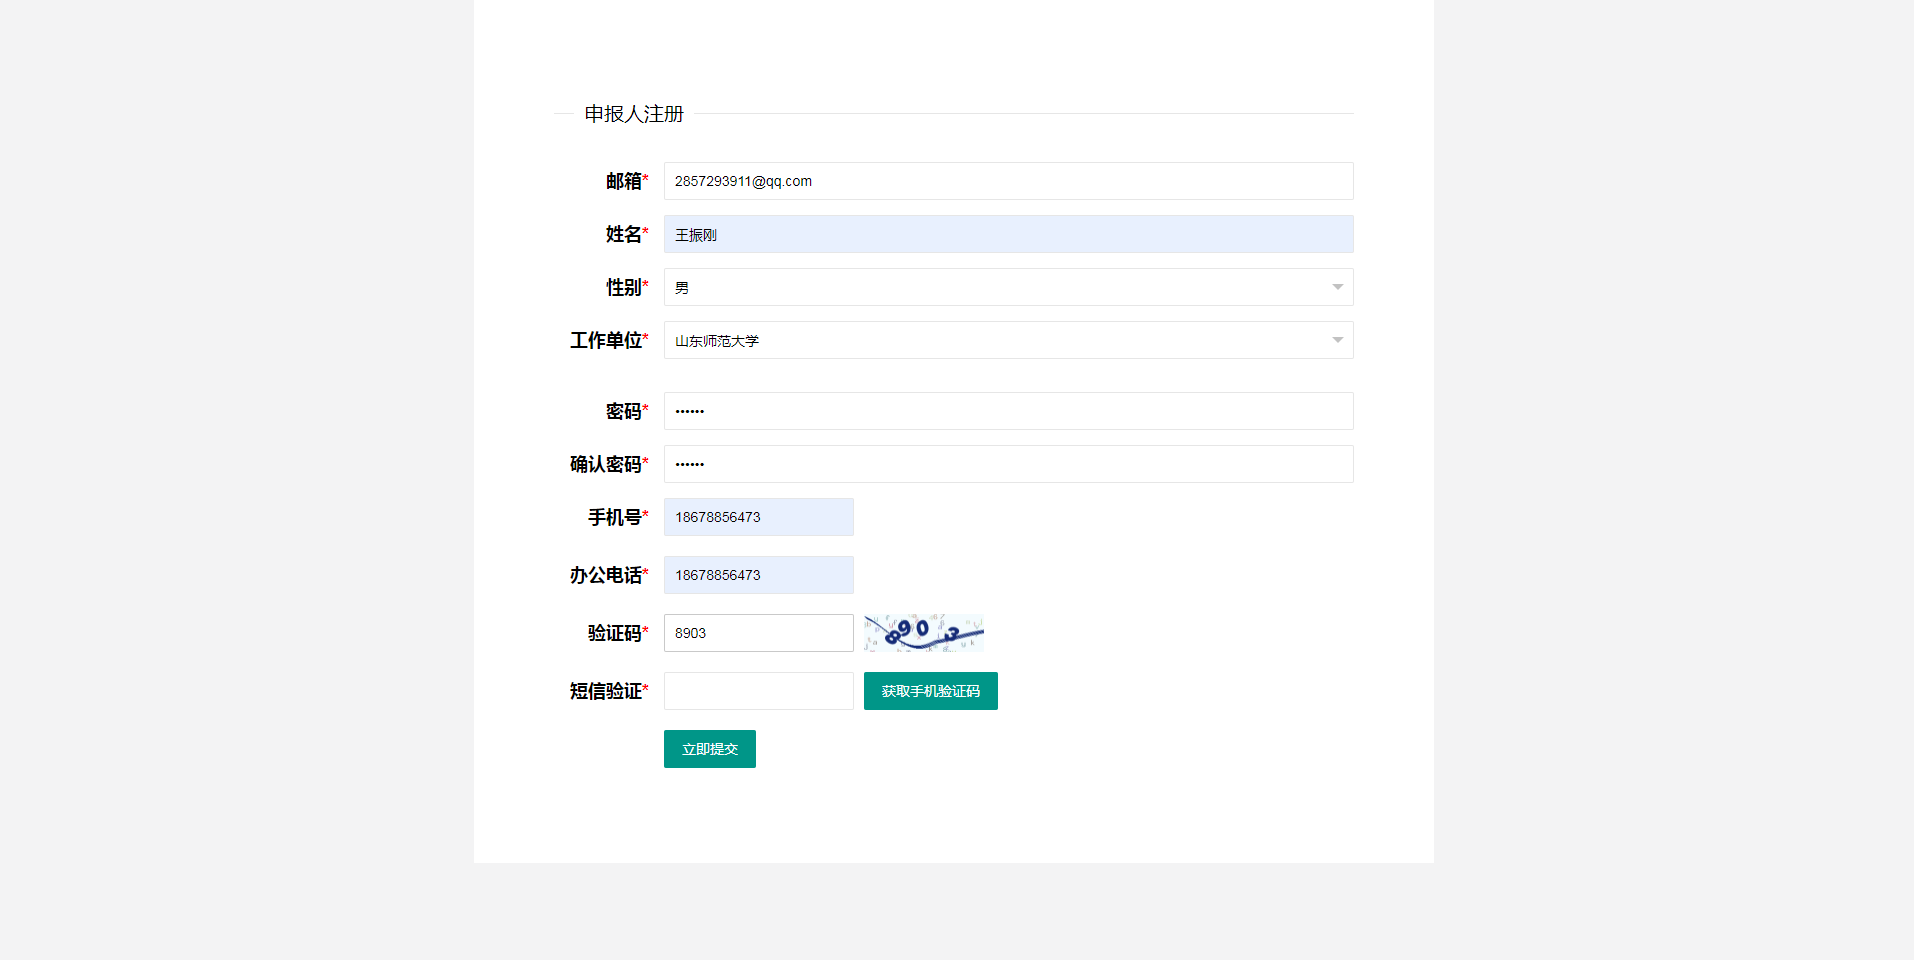 申报人注册
邮箱* 2857293911@qq.com
姓名* 王振刚
性别* 男
工作单位* 山东师范大学
密码* ••••••
确认密码* ••••••
手机号* 18678856473
办公电话* 18678856473
验证码* 8903 8903
短信验证* 获取手机验证码
立即提交